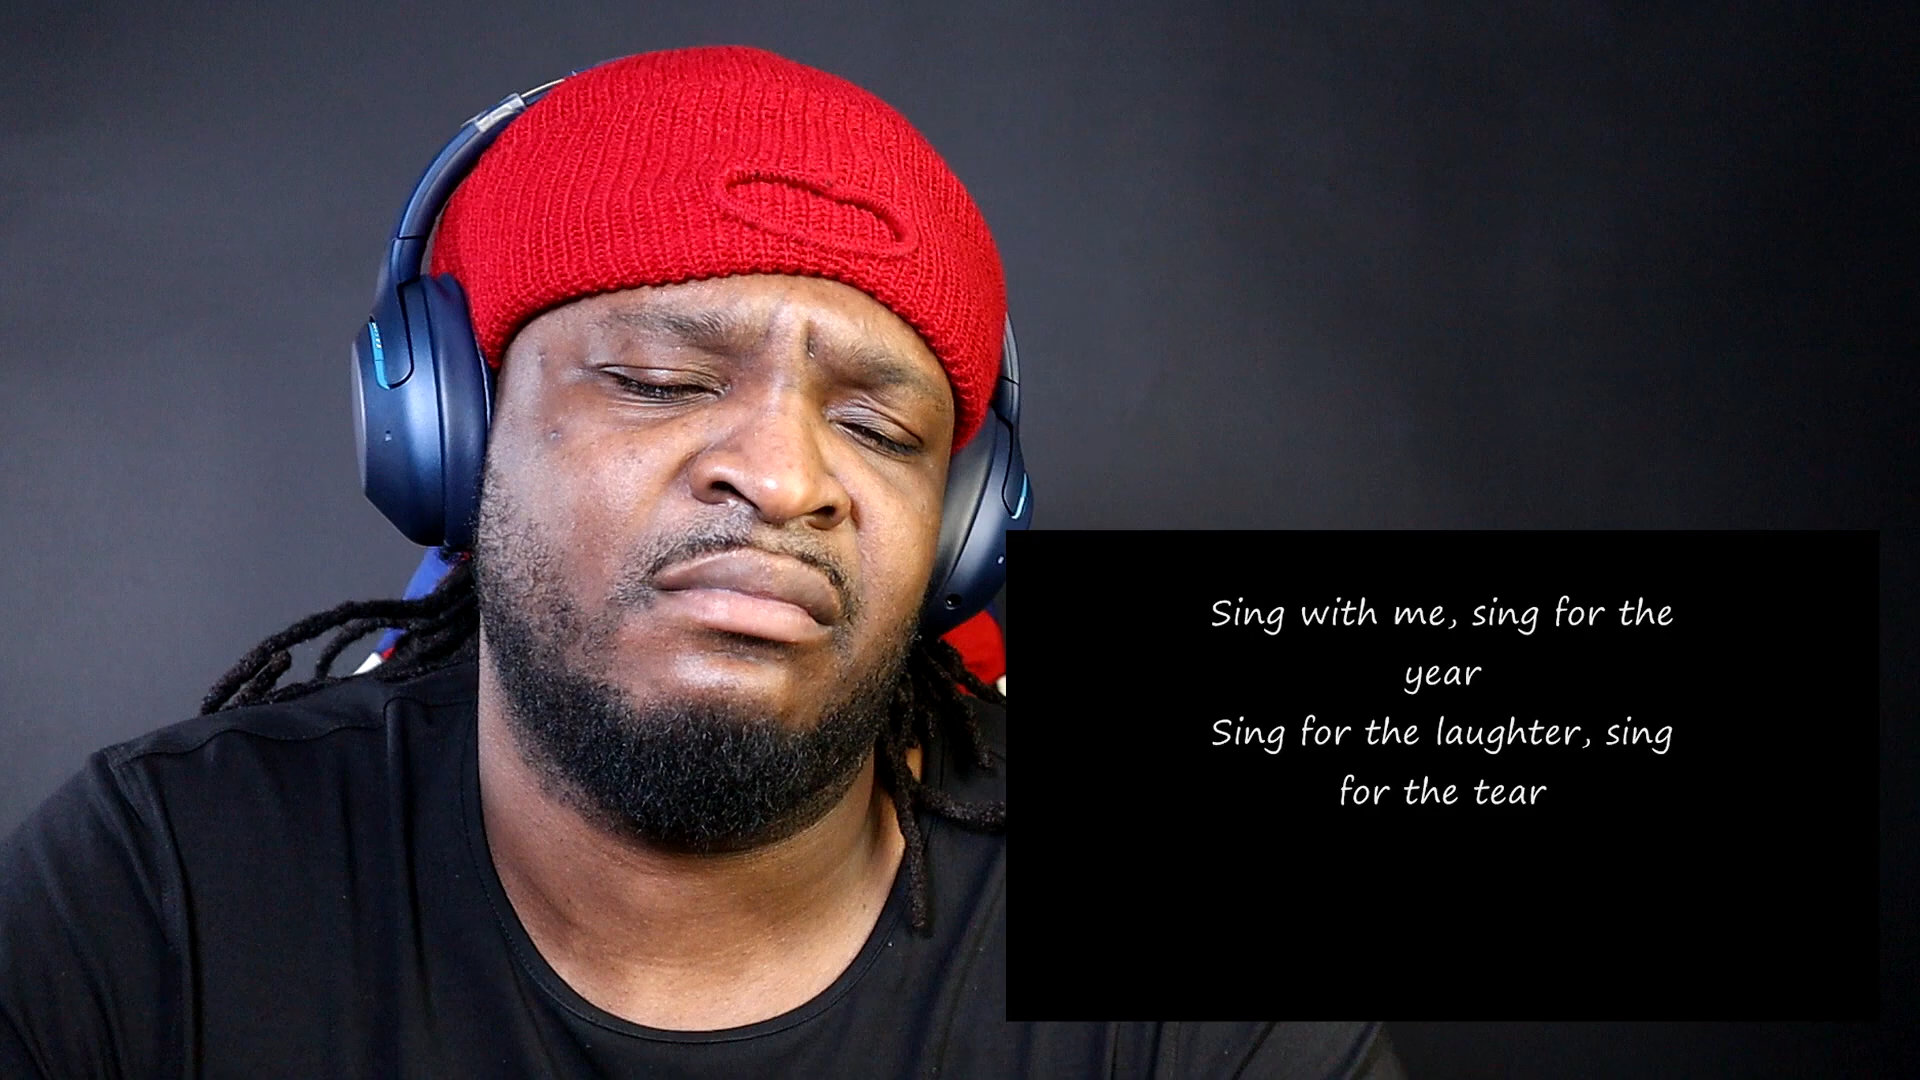 Sing with me, sing for the
year
Sing for the laughter, sing
for the tear